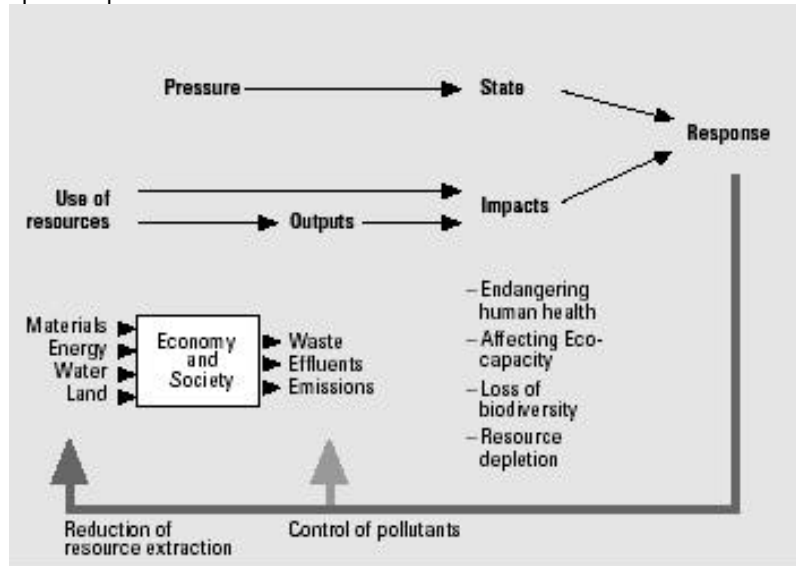 Pressure
State
Response
Use of
resources
Outputs
Impacts
Materials
Energy
Water
Land
Economy
and
Society
Waste
Effluents
Emissions
– Endangering
human health
– Affecting Eco-
capacity
– Loss of
biodiversity
– Resource
depletion
Reduction of
resource extraction
Control of pollutants